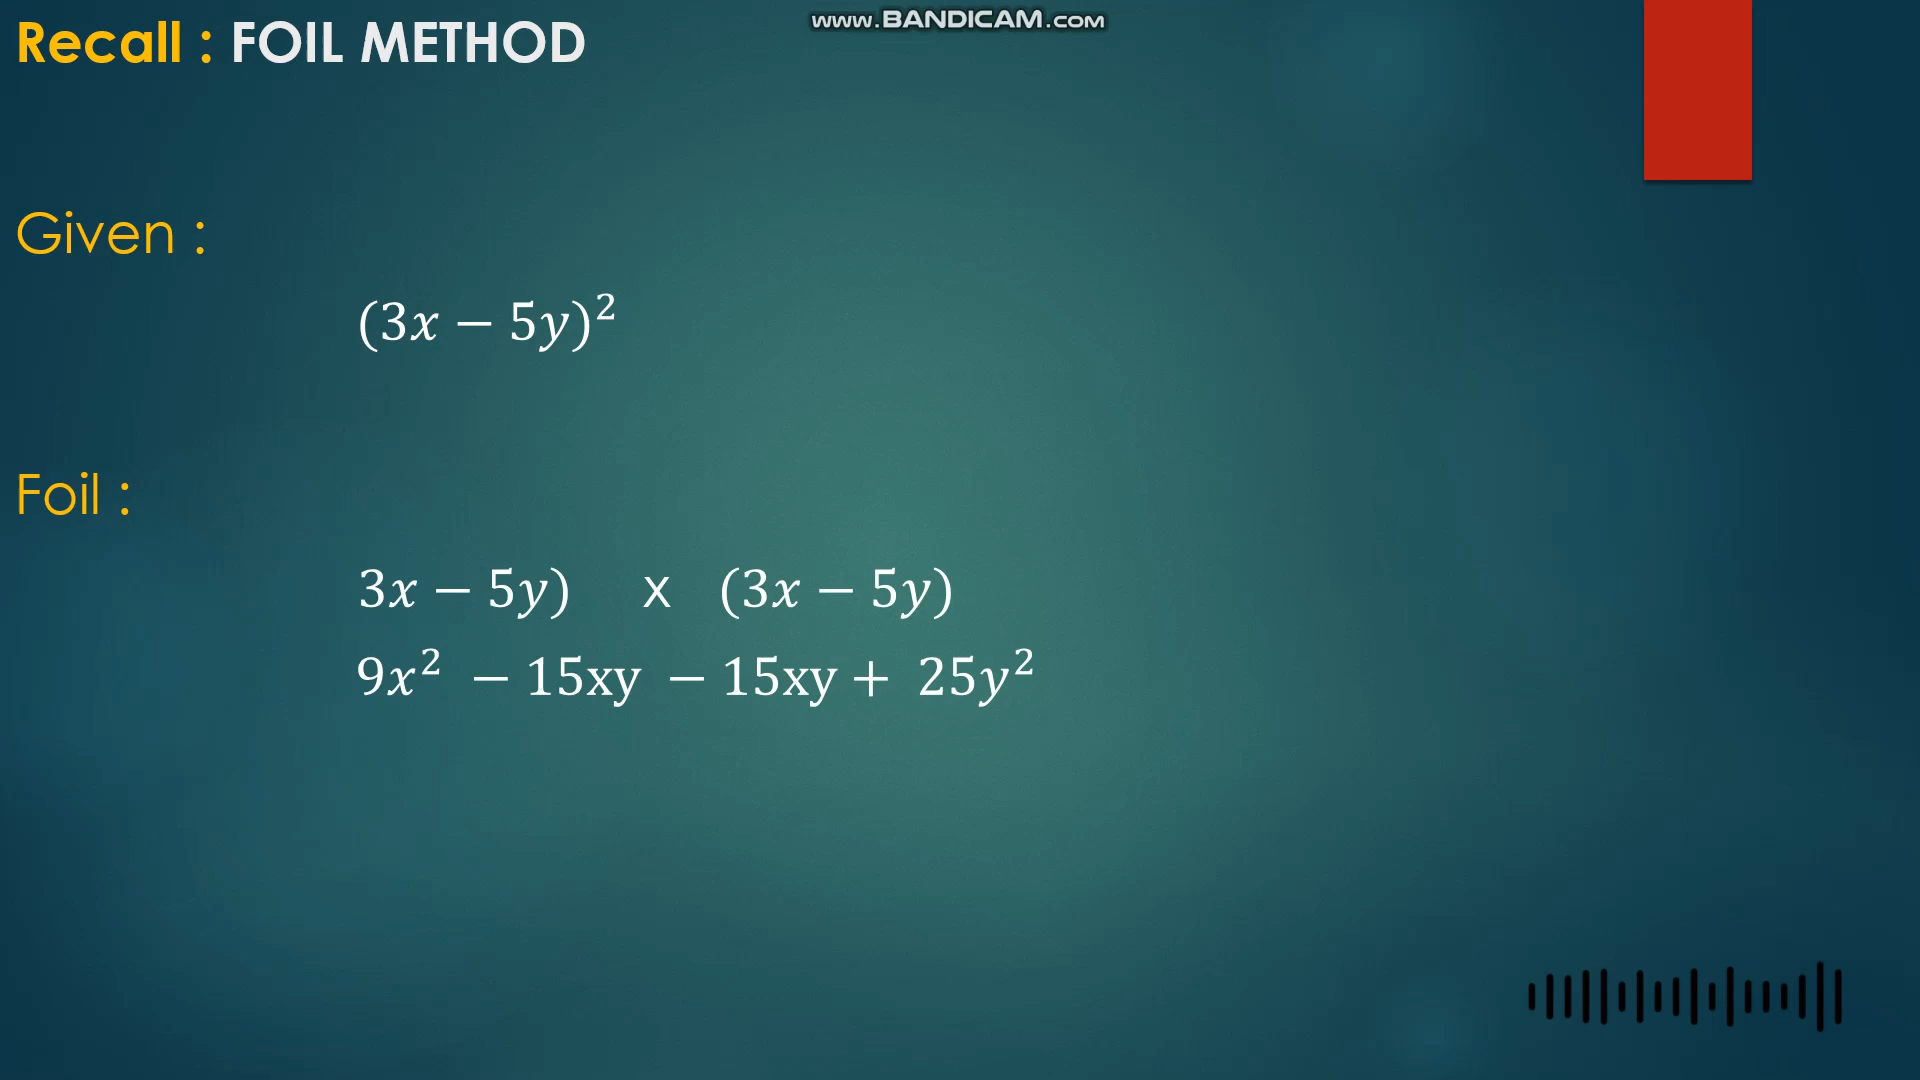 www.BANDICAM.com
Recall : FOIL METHOD
Given :
(3x − 5y)²
Foil :
3x − 5y) x (3x − 5y)
9x² − 15xy − 15xy + 25y²